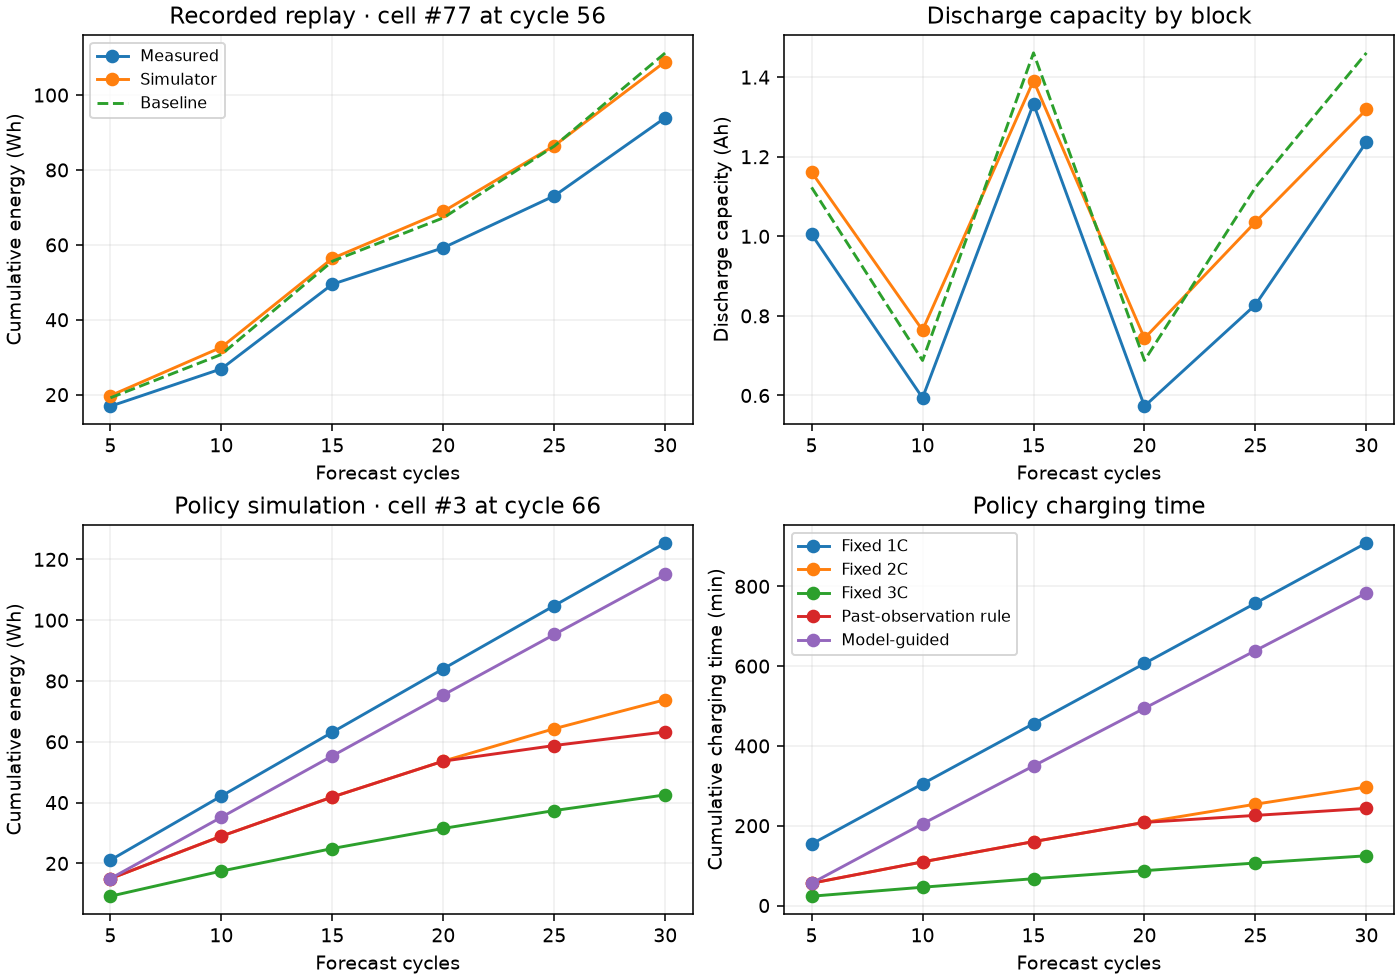 Recorded replay · cell #77 at cycle 56
Cumulative energy (Wh)
100
80
60
40
20
Measured
Simulator
Baseline
5 10 15 20 25 30
Forecast cycles
Discharge capacity by block
Discharge capacity (Ah)
1.4
1.2
1.0
0.8
0.6
5 10 15 20 25 30
Forecast cycles
Policy simulation · cell #3 at cycle 66
Cumulative energy (Wh)
120
100
80
60
40
20
5 10 15 20 25 30
Forecast cycles
Policy charging time
Cumulative charging time (min)
800
600
400
200
0
Fixed 1C
Fixed 2C
Fixed 3C
Past-observation rule
Model-guided
5 10 15 20 25 30
Forecast cycles